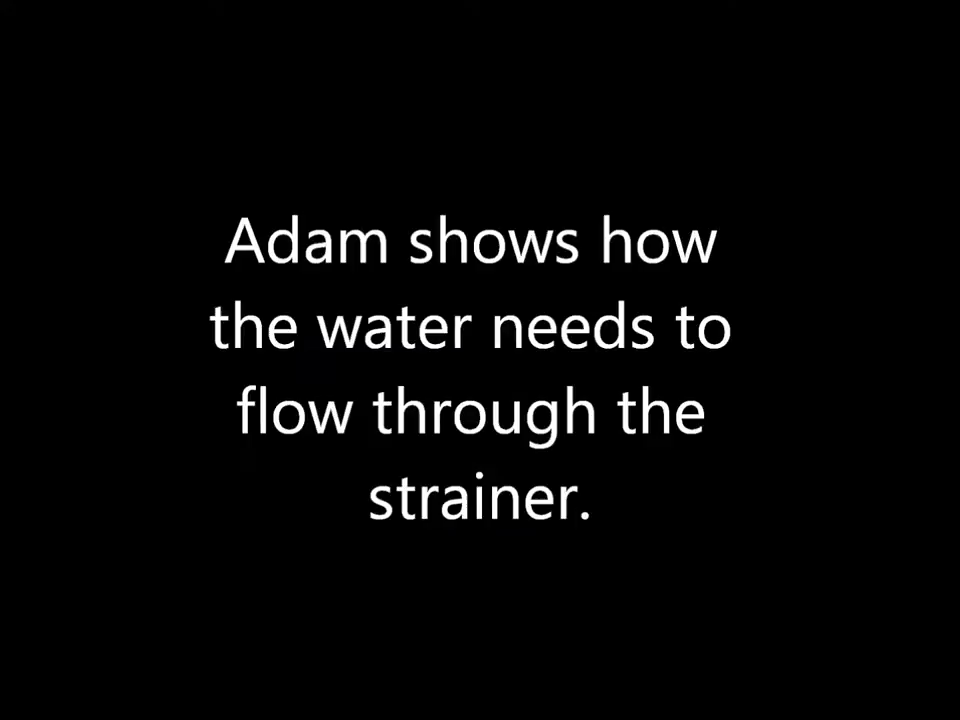 Adam shows how
the water needs to
flow through the
strainer.